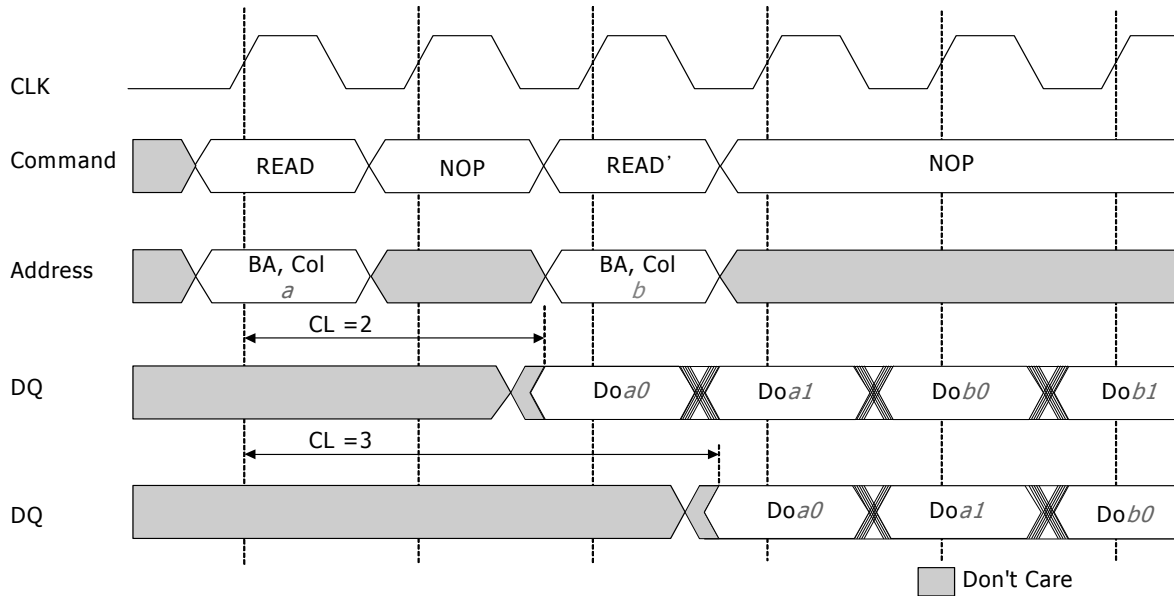 CLK
Command READ NOP READ' NOP
Address BA, Col BA, Col
a b
CL =2
DQ Doa0 Doa1 Dob0 Dob1
CL =3
DQ Doa0 Doa1 Dob0
Don't Care